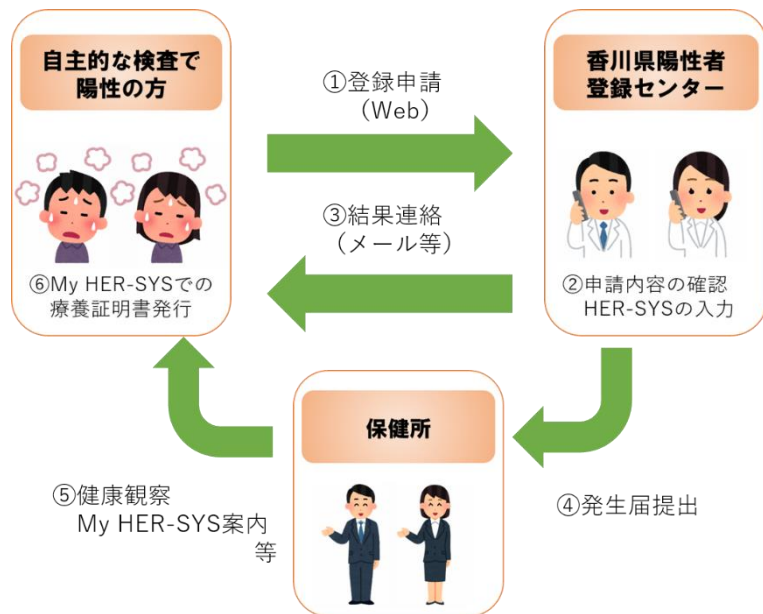 自主的な検査で
陽性の方
①登録申請
（Web）
香川県陽性者
登録センター
③結果連絡
（メール等）
⑥My HER-SYSでの
療養証明書発行
②申請内容の確認
HER-SYSの入力
保健所
⑤健康観察
My HER-SYS案内
等
④発生届提出